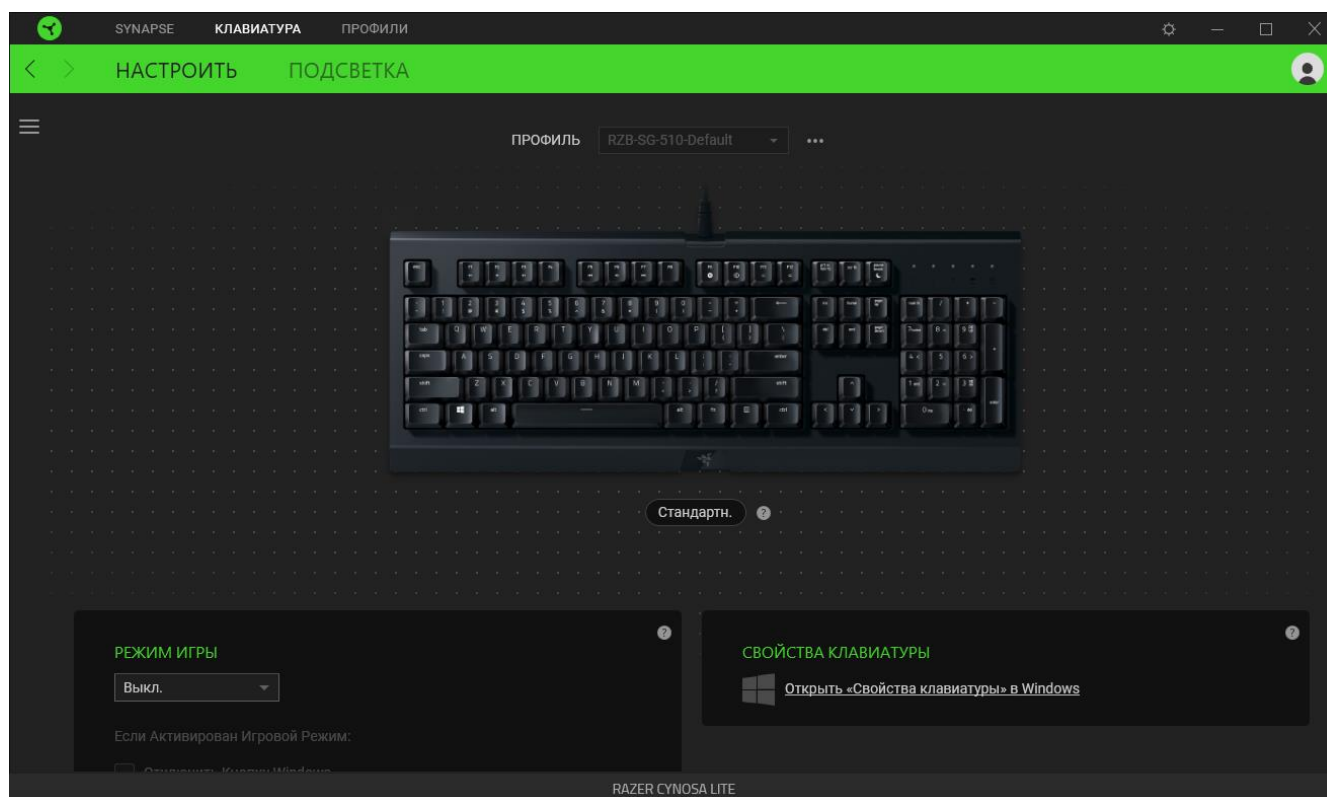 SYNAPSE КЛАВИАТУРА ПРОФИЛИ
НАСТРОИТЬ ПОДСВЕТКА
ПРОФИЛЬ RZB-SG-510-Default
Стандартн. ?
РЕЖИМ ИГРЫ ?
Выкл.
Если Активирован Игровой Режим:
СВОЙСТВА КЛАВИАТУРЫ ?
Открыть «Свойства клавиатуры» в Windows
RAZER CYNOSA LITE